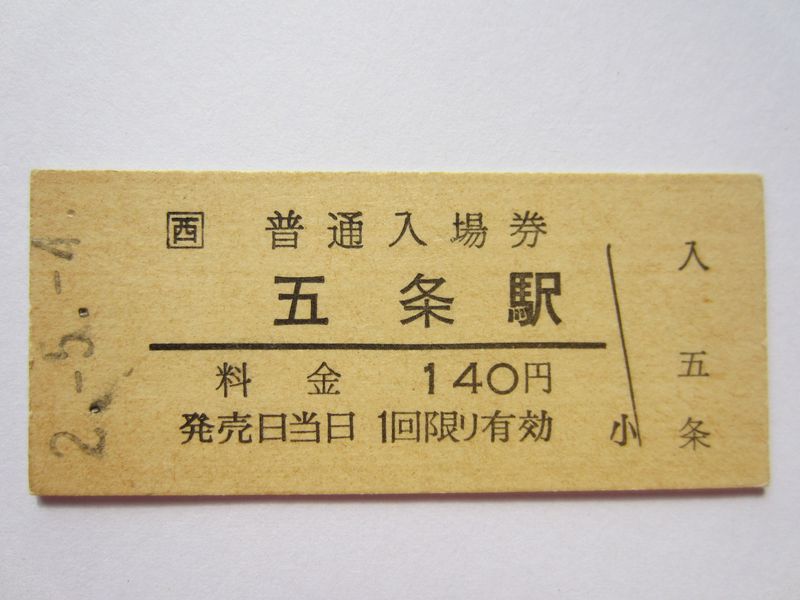 西 普通入場券
五条駅
料金 140円
発売日当日1回限り有効
小
入
五
条
2.-5.-4.